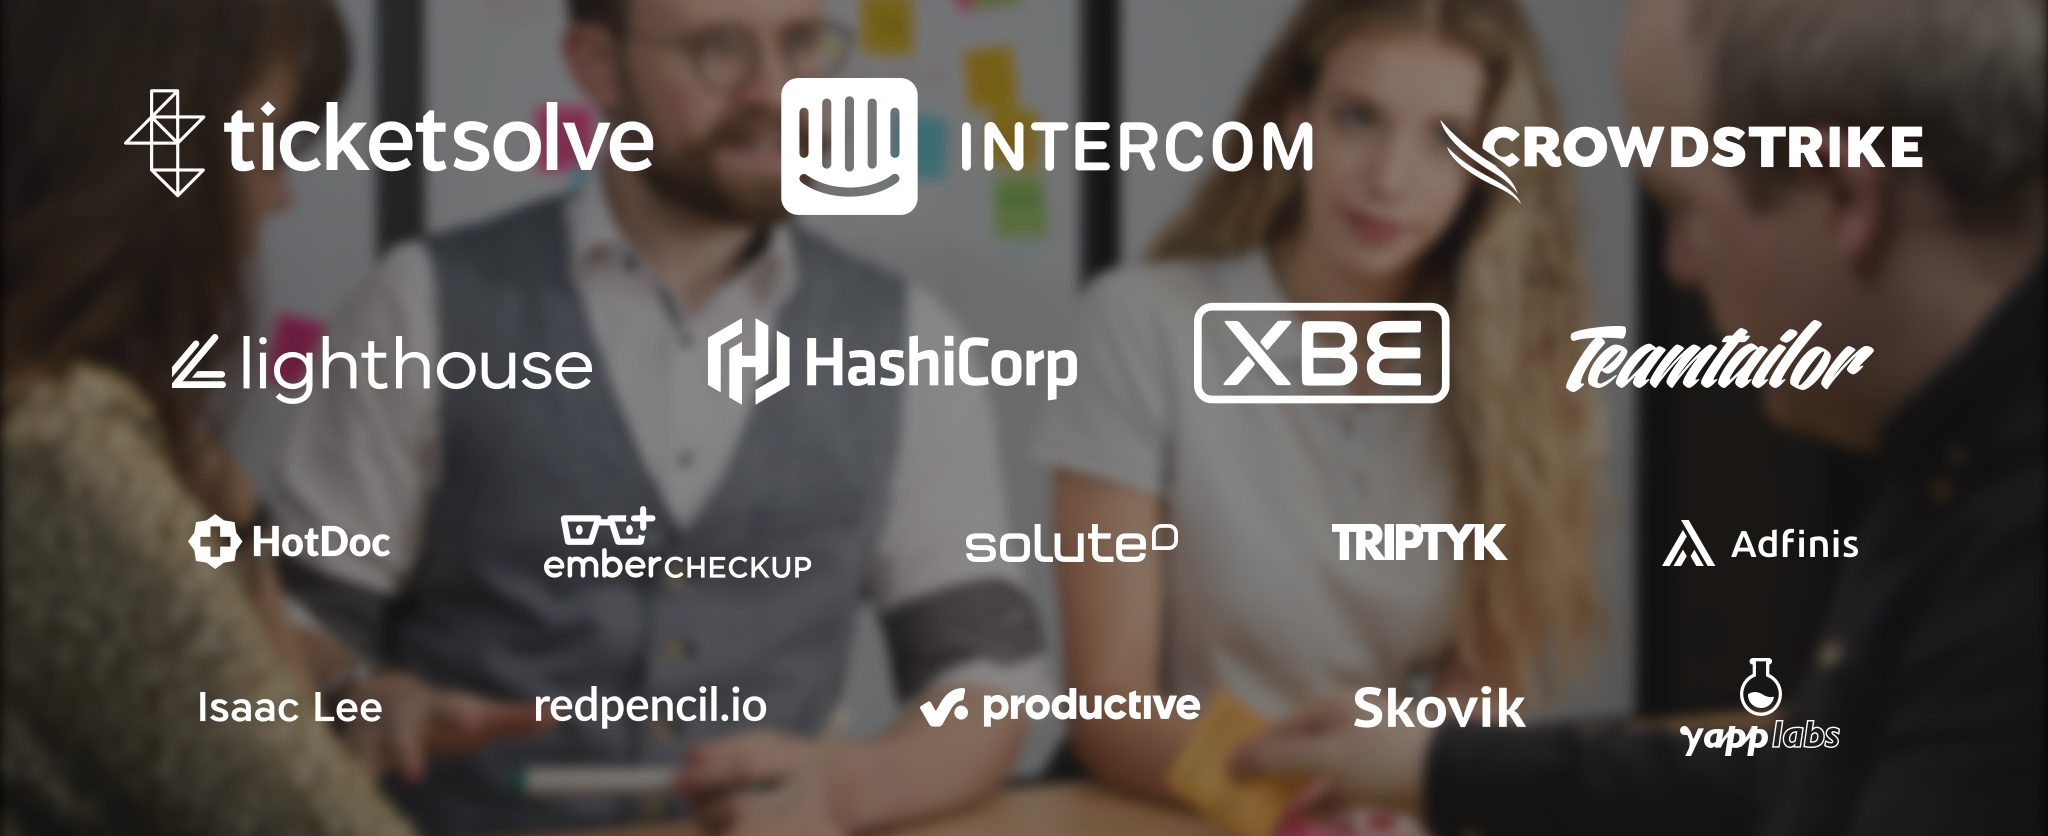 ticketsolve INTERCOM CROWDSTRIKE
lighthouse HashiCorp XBE Teamtailor
HotDoc emberCHECKUP soluteD TRIPTYK Adfinis
Isaac Lee redpencil.io productive Skovik yapp labs